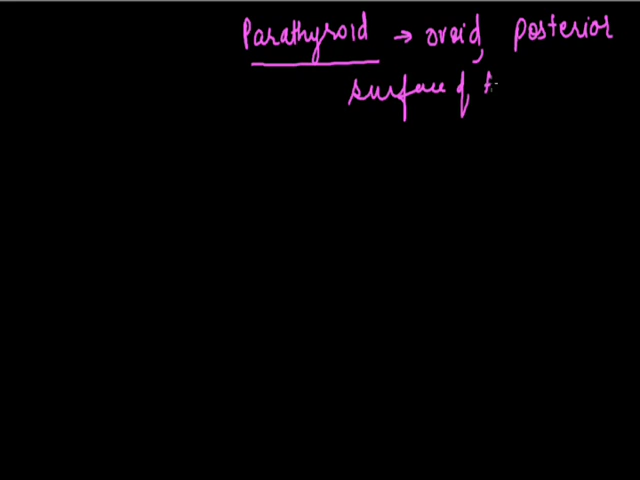 Parathyroid → ovoid, posterior
surface of t